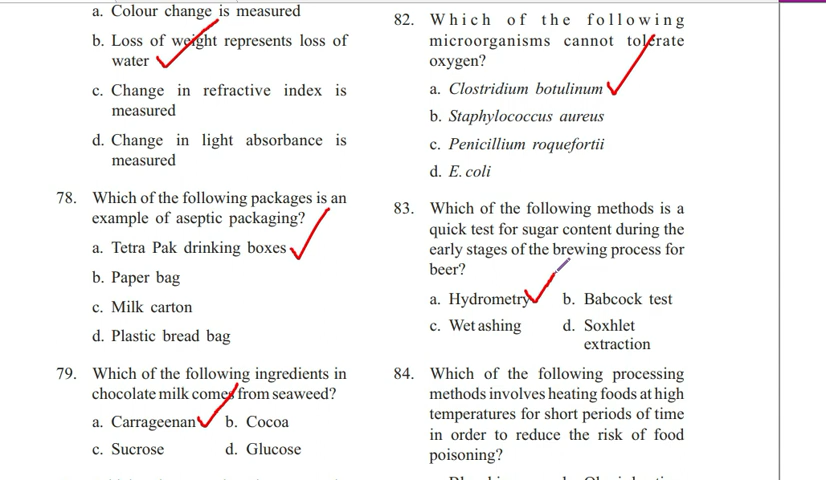 a. Colour change is measured
b. Loss of weight represents loss of
water
c. Change in refractive index is
measured
d. Change in light absorbance is
measured
78. Which of the following packages is an
example of aseptic packaging?
a. Tetra Pak drinking boxes
b. Paper bag
c. Milk carton
d. Plastic bread bag
79. Which of the following ingredients in
chocolate milk comes from seaweed?
a. Carrageenan b. Cocoa
c. Sucrose d. Glucose
82. Which of the following
microorganisms cannot tolerate
oxygen?
a. Clostridium botulinum
b. Staphylococcus aureus
c. Penicillium roquefortii
d. E. coli
83. Which of the following methods is a
quick test for sugar content during the
early stages of the brewing process for
beer?
a. Hydrometry b. Babcock test
c. Wet ashing d. Soxhlet
extraction
84. Which of the following processing
methods involves heating foods at high
temperatures for short periods of time
in order to reduce the risk of food
poisoning?